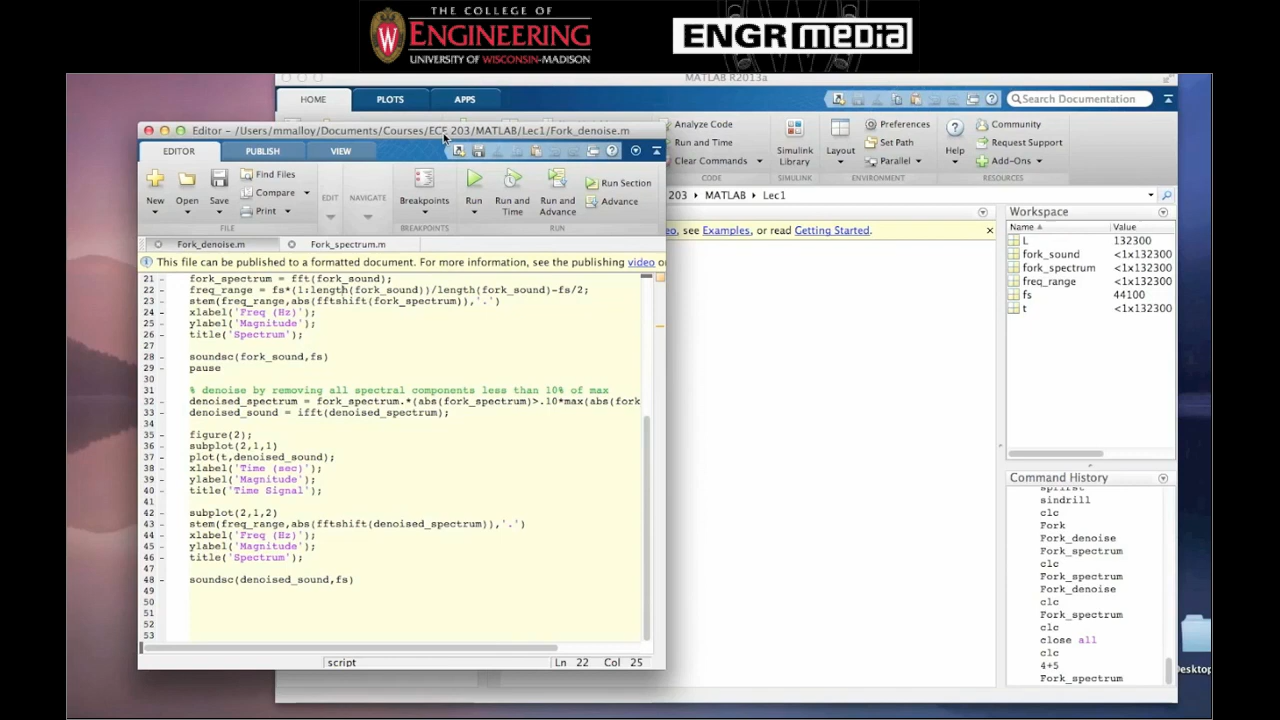 THE COLLEGE OF
ENGINEERING
UNIVERSITY OF WISCONSIN-MADISON
ENGRmedia
MATLAB R2013a
HOME PLOTS APPS
Search Documentation
Analyze Code
Run and Time
Clear Commands
CODE
Simulink Library
SIMULINK
Layout
Preferences
Set Path
Parallel
ENVIRONMENT
Help
Community
Request Support
Add-Ons
RESOURCES
203 MATLAB Lec1
see Examples, or read Getting Started.
Editor - /Users/mmalloy/Documents/Courses/ECE 203/MATLAB/Lec1/Fork_denoise.m
EDITOR PUBLISH VIEW
New Open Save
Find Files
Compare
Print
FILE
EDIT
NAVIGATE
Breakpoints
BREAKPOINTS
Run
Run and Time
Run and Advance
Run Section
Advance
RUN
Fork_denoise.m Fork_spectrum.m
This file can be published to a formatted document. For more information, see the publishing video or
21 - fork_spectrum = fft(fork_sound);
22 - freq_range = fs*(1:length(fork_sound))/length(fork_sound)-fs/2;
23 - stem(freq_range,abs(fftshift(fork_spectrum)),'.')
24 - xlabel('Freq (Hz)');
25 - ylabel('Magnitude');
26 - title('Spectrum');
27
28 - soundsc(fork_sound,fs)
29 - pause
30
31 % denoise by removing all spectral components less than 10% of max
32 - denoised_spectrum = fork_spectrum.*(abs(fork_spectrum)>.10*max(abs(fork
33 - denoised_sound = ifft(denoised_spectrum);
34
35 - figure(2);
36 - subplot(2,1,1)
37 - plot(t,denoised_sound);
38 - xlabel('Time (sec)');
39 - ylabel('Magnitude');
40 - title('Time Signal');
41
42 - subplot(2,1,2)
43 - stem(freq_range,abs(fftshift(denoised_spectrum)),'.')
44 - xlabel('Freq (Hz)');
45 - ylabel('Magnitude');
46 - title('Spectrum');
47
48 - soundsc(denoised_sound,fs)
49
50
51
52
53
script Ln 22 Col 25
Workspace
Name Value
L 132300
fork_sound <1x132300
fork_spectrum <1x132300
freq_range <1x132300
fs 44100
t <1x132300
Command History
sindrill
clc
Fork
Fork_denoise
Fork_spectrum
clc
Fork_spectrum
Fork_denoise
clc
Fork_spectrum
clc
close all
clc
4+5
Fork_spectrum
Desktop